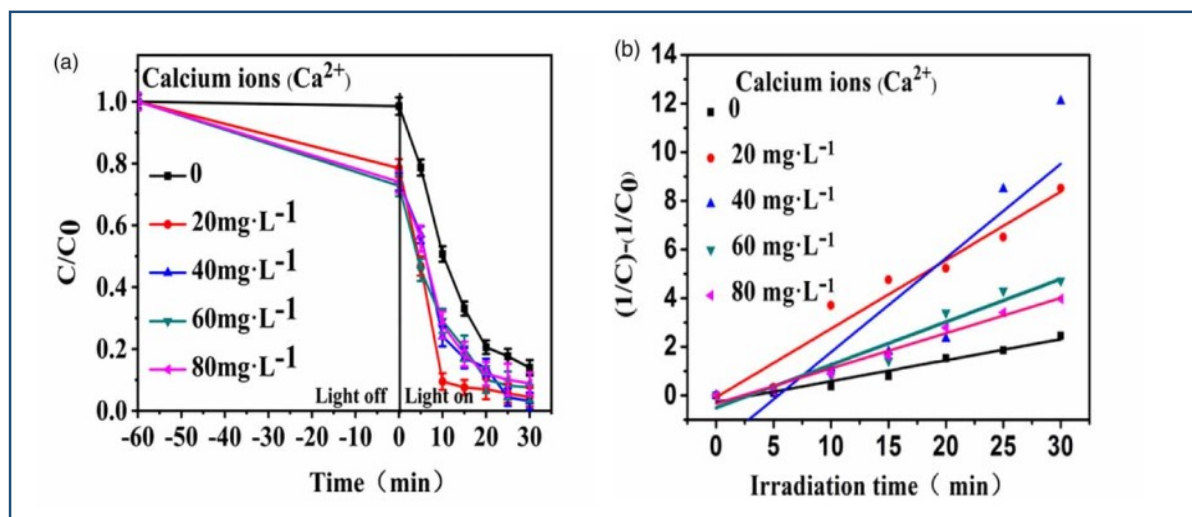 (a)
Calcium ions (Ca2+)
1.0
0.8
0.6
0.4
0.2
0.0
C/C0
0
20mg·L-1
40mg·L-1
60mg·L-1
80mg·L-1
Light off
Light on
-60 -50 -40 -30 -20 -10 0 10 20 30
Time (min)
(b)
Calcium ions (Ca2+)
14
12
10
8
6
4
2
0
(1/C)-(1/C0)
0
20 mg·L-1
40 mg·L-1
60 mg·L-1
80 mg·L-1
0 5 10 15 20 25 30
Irradiation time ( min)